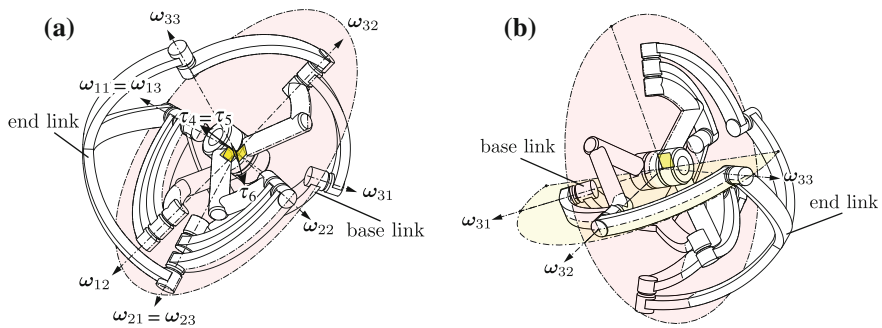 (a)
ω33
ω32
ω11 = ω13
τ4 = τ5
end link
τ6
ω31
base link
ω22
ω12
ω21 = ω23
(b)
base link
ω33
ω31
end link
ω32